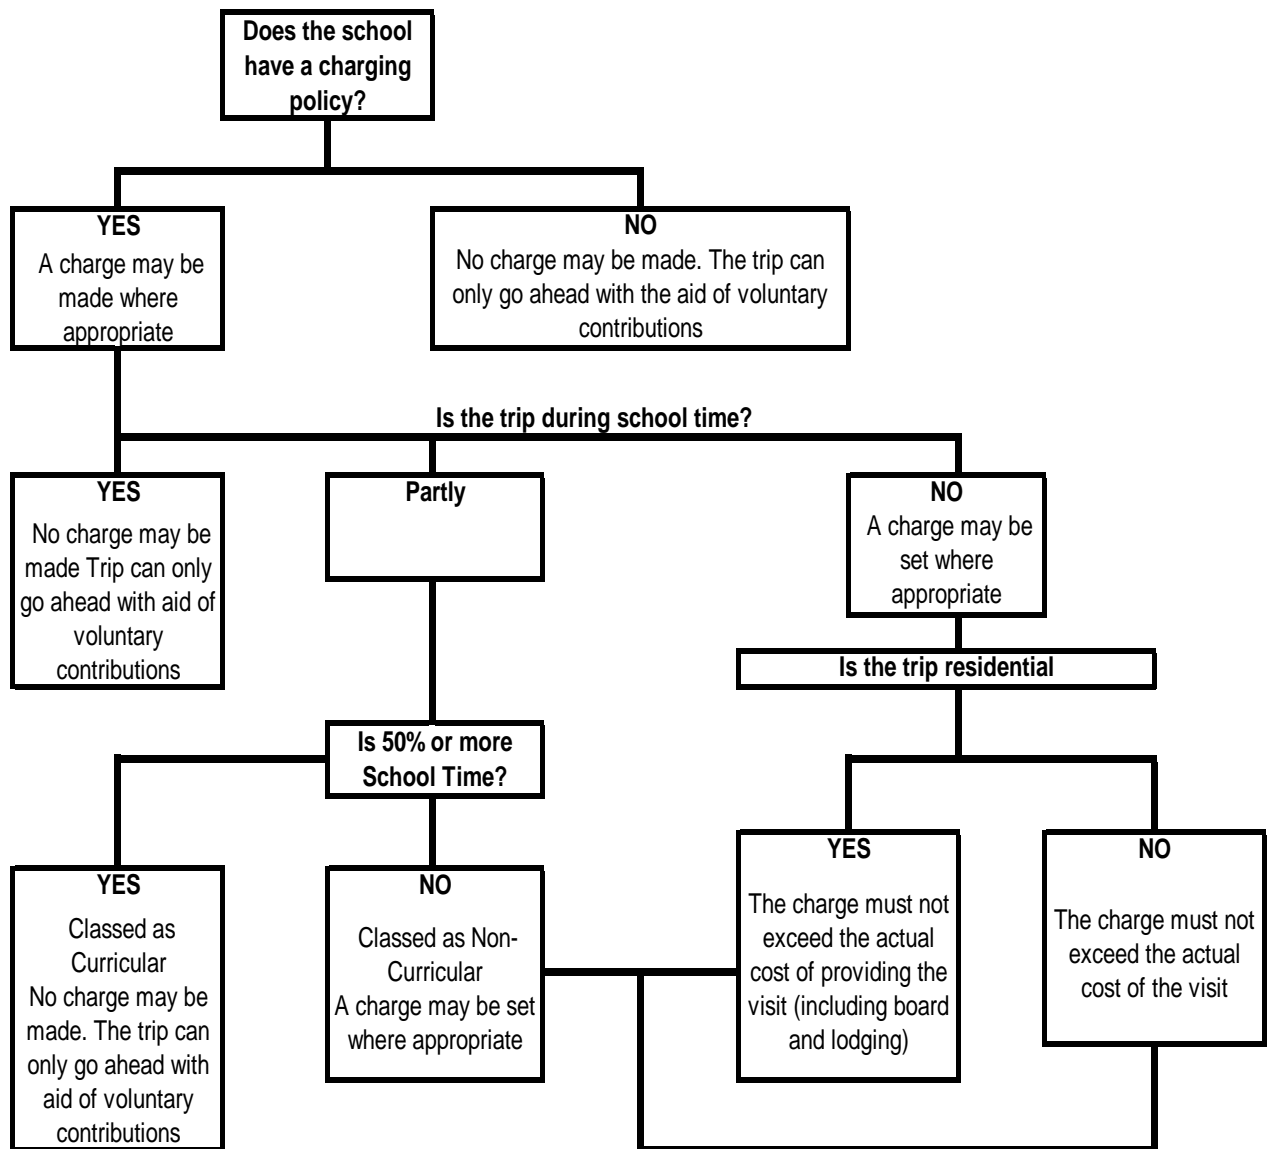 Does the school
have a charging
policy?
YES
A charge may be
made where
appropriate
NO
No charge may be made. The trip can
only go ahead with the aid of voluntary
contributions
Is the trip during school time?
YES
No charge may be
made Trip can only
go ahead with aid of
voluntary
contributions
Partly
NO
A charge may be
set where
appropriate
Is the trip residential
Is 50% or more
School Time?
YES
Classed as
Curricular
No charge may be
made. The trip can
only go ahead with
aid of voluntary
contributions
NO
Classed as Non-
Curricular
A charge may be set
where appropriate
YES
The charge must not
exceed the actual
cost of providing the
visit (including board
and lodging)
NO
The charge must not
exceed the actual
cost of the visit